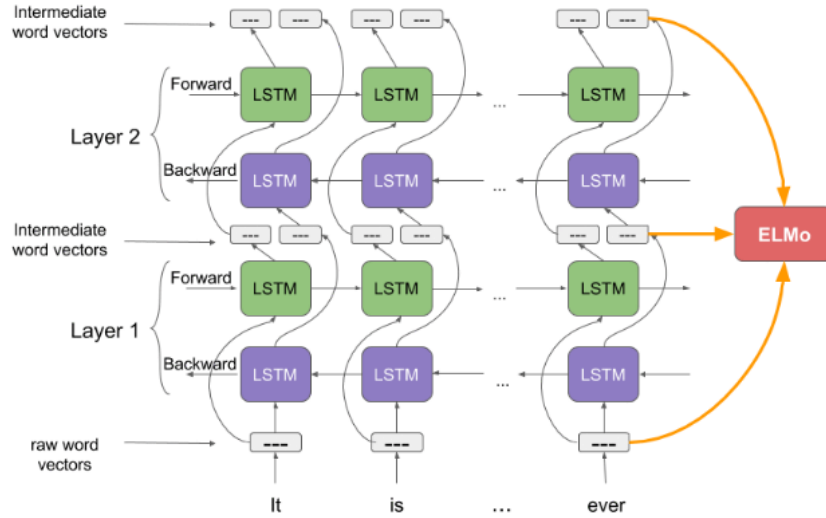 Intermediate
word vectors
--- --- --- --- --- ---
Forward
LSTM LSTM LSTM
...
Layer 2
Backward
LSTM LSTM LSTM
...
Intermediate
word vectors
--- --- --- --- --- ---
ELMo
Forward
LSTM LSTM LSTM
...
Layer 1
Backward
LSTM LSTM LSTM
...
raw word
vectors
--- --- ---
It is ... ever